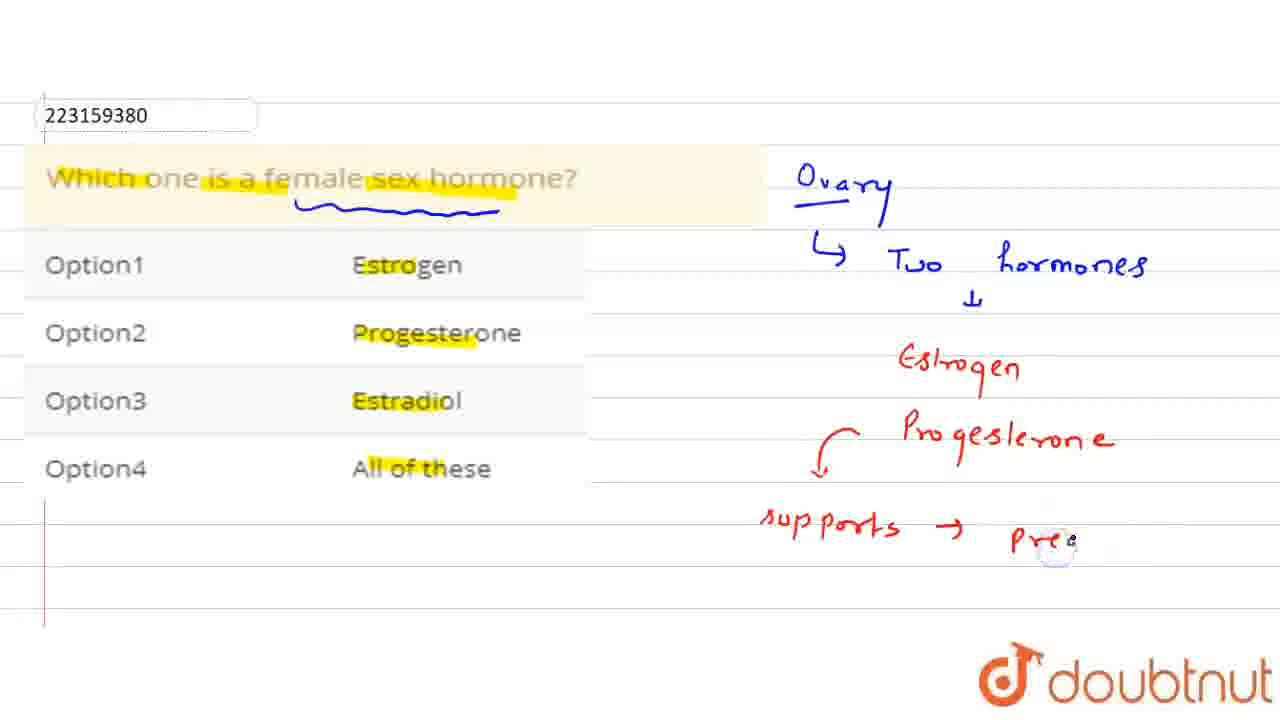 223159380
Which one is a female sex hormone?
Option1 Estrogen
Option2 Progesterone
Option3 Estradiol
Option4 All of these
Ovary
Two hormones
Estrogen
Progesterone
supports → pre
doubtnut